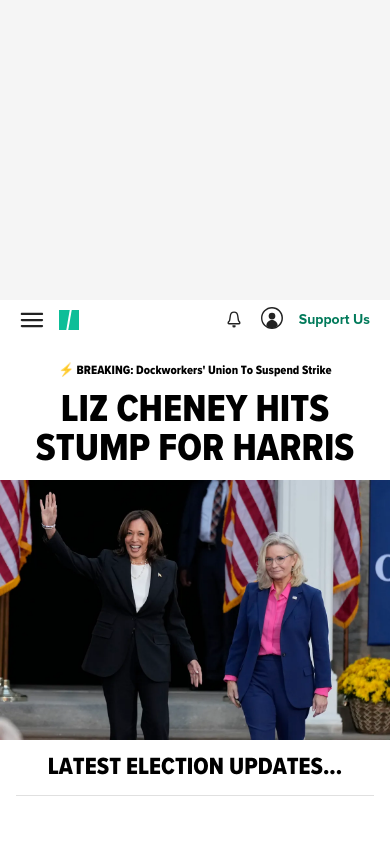 Support Us
⚡ BREAKING: Dockworkers' Union To Suspend Strike
LIZ CHENEY HITS
STUMP FOR HARRIS
LATEST ELECTION UPDATES...